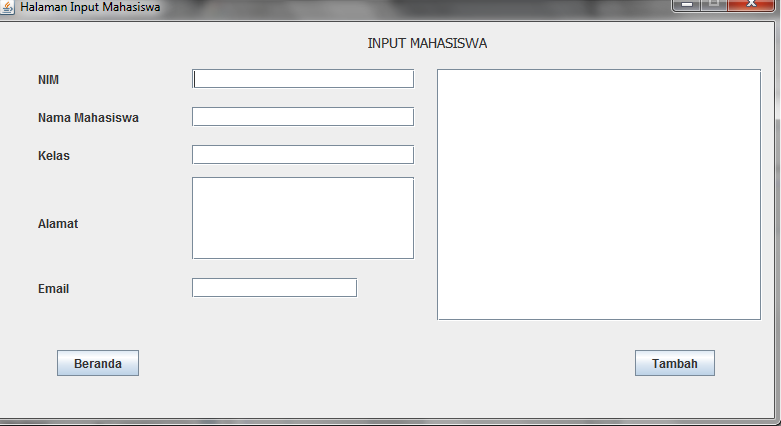 Halaman Input Mahasiswa
INPUT MAHASISWA
NIM
Nama Mahasiswa
Kelas
Alamat
Email
Beranda
Tambah